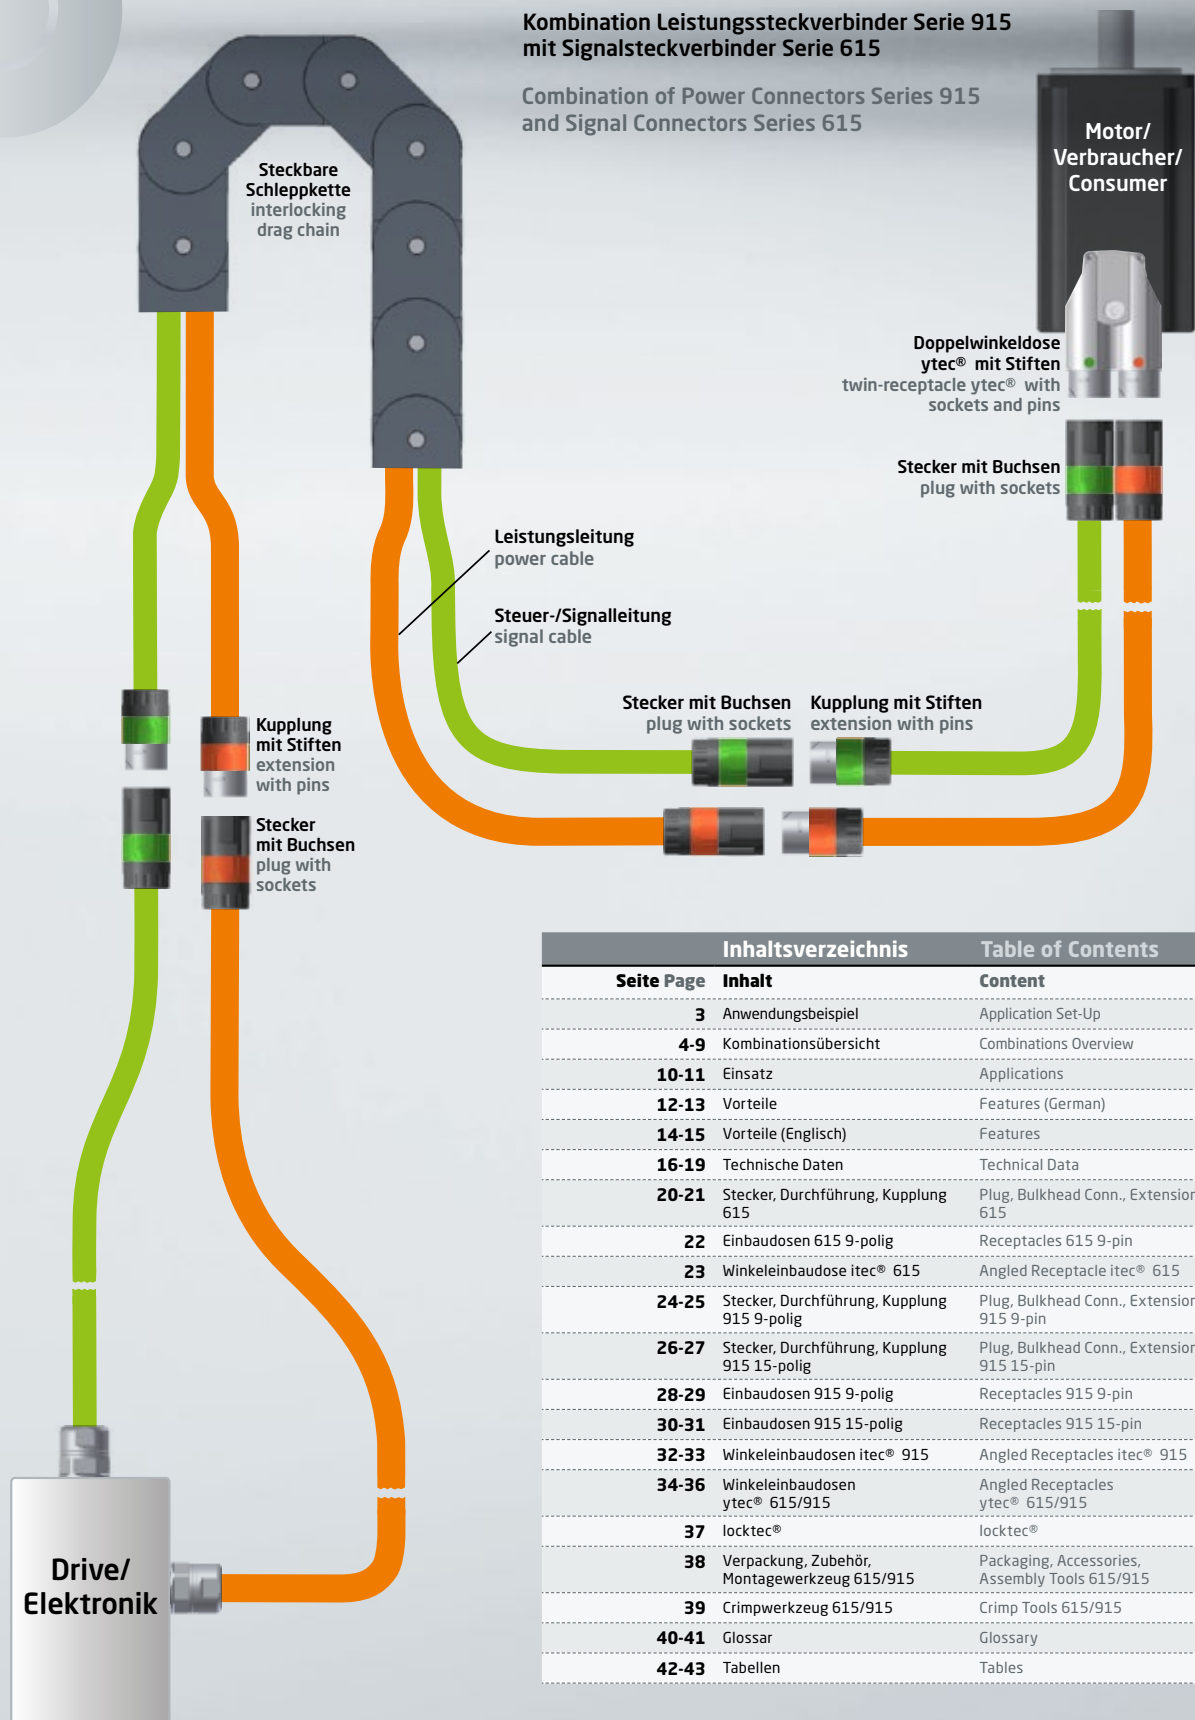 Kombination Leistungssteckverbinder Serie 915
mit Signalsteckverbinder Serie 615
Combination of Power Connectors Series 915
and Signal Connectors Series 615
Motor/
Verbraucher/
Consumer
Steckbare
Schleppkette
interlocking
drag chain
Doppelwinkeldose
ytec® mit Stiften
twin-receptacle ytec® with
sockets and pins
Stecker mit Buchsen
plug with sockets
Leistungsleitung
power cable
Steuer-/Signalleitung
signal cable
Stecker mit Buchsen
plug with sockets
Kupplung mit Stiften
extension with pins
Kupplung
mit Stiften
extension
with pins
Stecker
mit Buchsen
plug with
sockets
Drive/
Elektronik
Inhaltsverzeichnis Table of Contents
Seite Page Inhalt Content
3 Anwendungsbeispiel Application Set-Up
4-9 Kombinationsübersicht Combinations Overview
10-11 Einsatz Applications
12-13 Vorteile Features (German)
14-15 Vorteile (Englisch) Features
16-19 Technische Daten Technical Data
20-21 Stecker, Durchführung, Kupplung Plug, Bulkhead Conn., Extension
615 615
22 Einbaudosen 615 9-polig Receptacles 615 9-pin
23 Winkeleinbaudose itec® 615 Angled Receptacle itec® 615
24-25 Stecker, Durchführung, Kupplung Plug, Bulkhead Conn., Extension
915 9-polig 915 9-pin
26-27 Stecker, Durchführung, Kupplung Plug, Bulkhead Conn., Extension
915 15-polig 915 15-pin
28-29 Einbaudosen 915 9-polig Receptacles 915 9-pin
30-31 Einbaudosen 915 15-polig Receptacles 915 15-pin
32-33 Winkeleinbaudosen itec® 915 Angled Receptacles itec® 915
34-36 Winkeleinbaudosen Angled Receptacles
ytec® 615/915 ytec® 615/915
37 locktec® locktec®
38 Verpackung, Zubehör, Packaging, Accessories,
Montagewerkzeug 615/915 Assembly Tools 615/915
39 Crimpwerkzeug 615/915 Crimp Tools 615/915
40-41 Glossar Glossary
42-43 Tabellen Tables